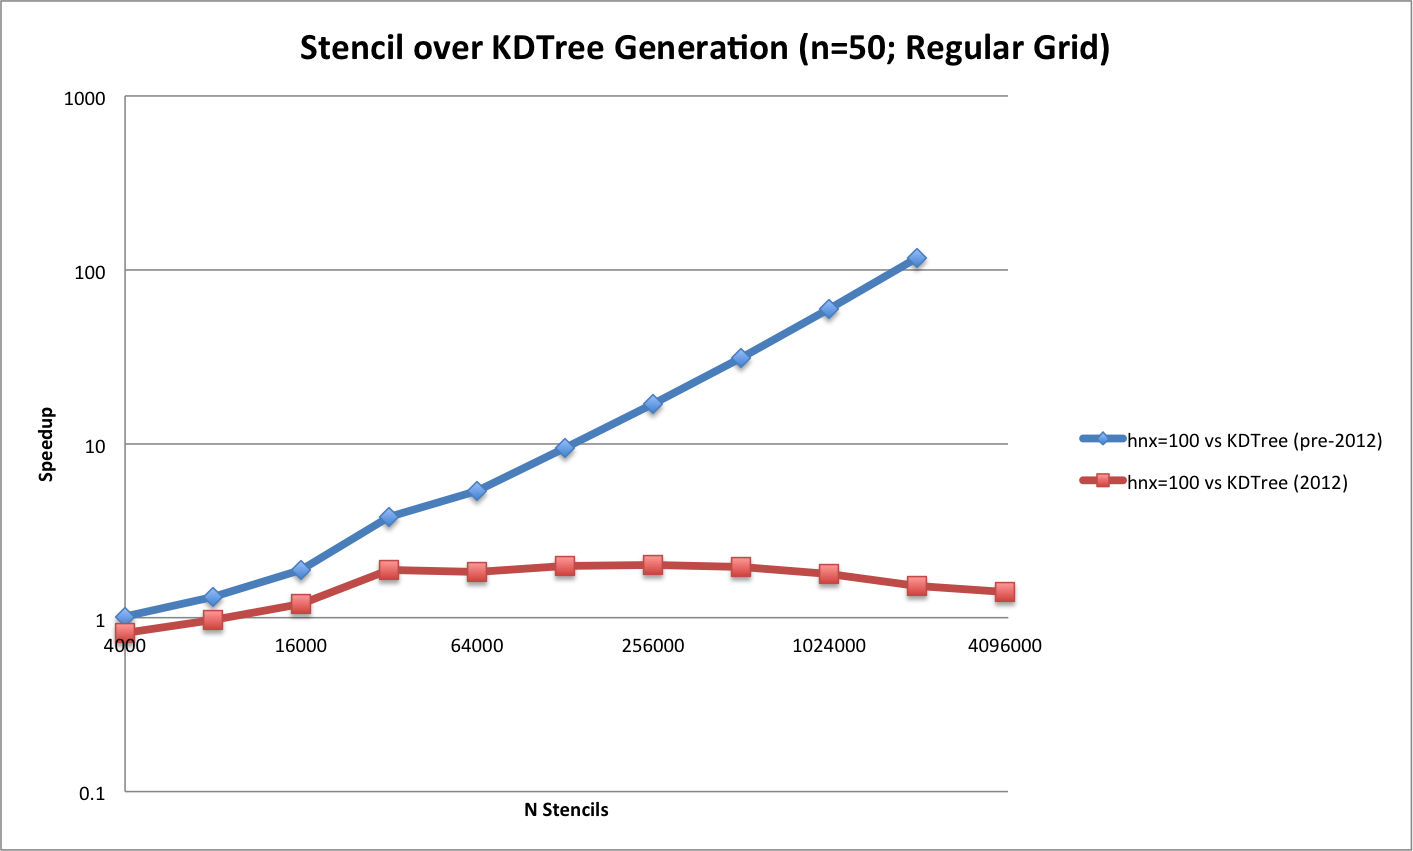 Stencil over KDTree Generation (n=50; Regular Grid)
1000
100
10
1
0.1
Speedup
4000 16000 64000 256000 1024000 4096000
N Stencils
hnx=100 vs KDTree (pre-2012)
hnx=100 vs KDTree (2012)